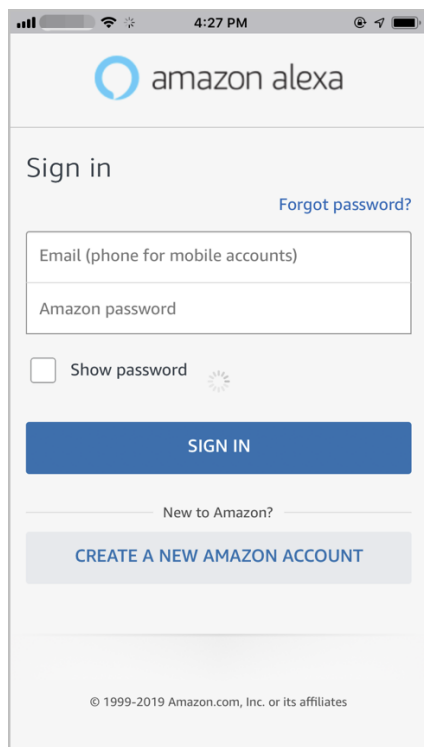 4:27 PM
amazon alexa
Sign in
Forgot password?
Email (phone for mobile accounts)
Amazon password
Show password
SIGN IN
New to Amazon?
CREATE A NEW AMAZON ACCOUNT
© 1999-2019 Amazon.com, Inc. or its affiliates